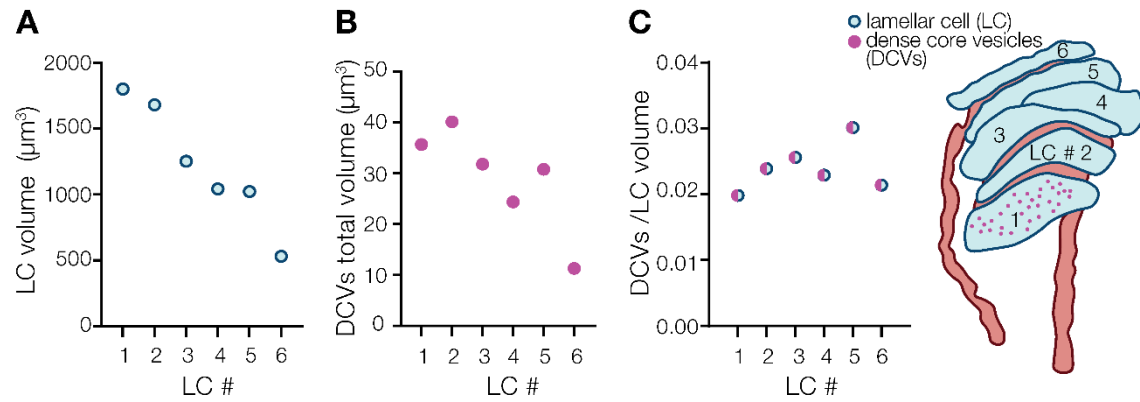 A
LC volume (μm³)
2000
1500
1000
500
0
1 2 3 4 5 6
LC #
B
DCVs total volume (μm³)
50
40
30
20
10
0
1 2 3 4 5 6
LC #
C
DCVs /LC volume
0.04
0.03
0.02
0.01
0.00
1 2 3 4 5 6
LC #
lamellar cell (LC)
dense core vesicles
(DCVs)
6
5
4
3
LC # 2
1